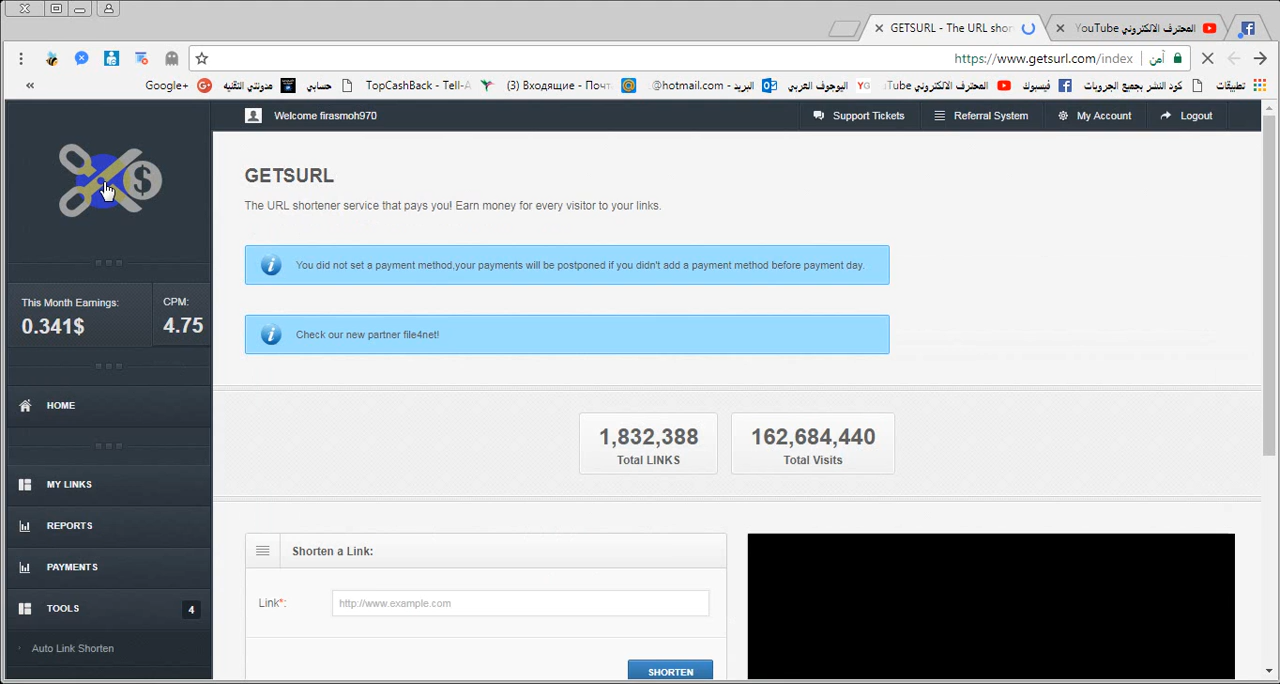 GETSURL - The URL shor
المحترف الالكتروني YouTube
https://www.getsurl.com/index
آمن
«
Google+
مدونتي التقنيه
حسابي
TopCashBack - Tell-A
(3) Входящие - Почт
البريد - hotmail.com@
اليوجوف العربي
المحترف الالكتروني uTube
فيسبوك
كود النشر بجميع الجروبات
تطبيقات
Welcome firasmoh970
Support Tickets
Referral System
My Account
Logout
GETSURL
The URL shortener service that pays you! Earn money for every visitor to your links.
You did not set a payment method,your payments will be postponed if you didn't add a payment method before payment day.
Check our new partner file4net!
This Month Earnings:
0.341$
CPM:
4.75
HOME
MY LINKS
REPORTS
PAYMENTS
TOOLS
4
Auto Link Shorten
1,832,388
Total LINKS
162,684,440
Total Visits
Shorten a Link:
Link*:
http://www.example.com
SHORTEN